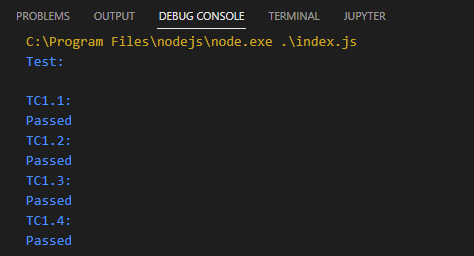 PROBLEMS OUTPUT DEBUG CONSOLE TERMINAL JUPYTER
C:\Program Files\nodejs\node.exe .\index.js
Test:
TC1.1:
Passed
TC1.2:
Passed
TC1.3:
Passed
TC1.4:
Passed